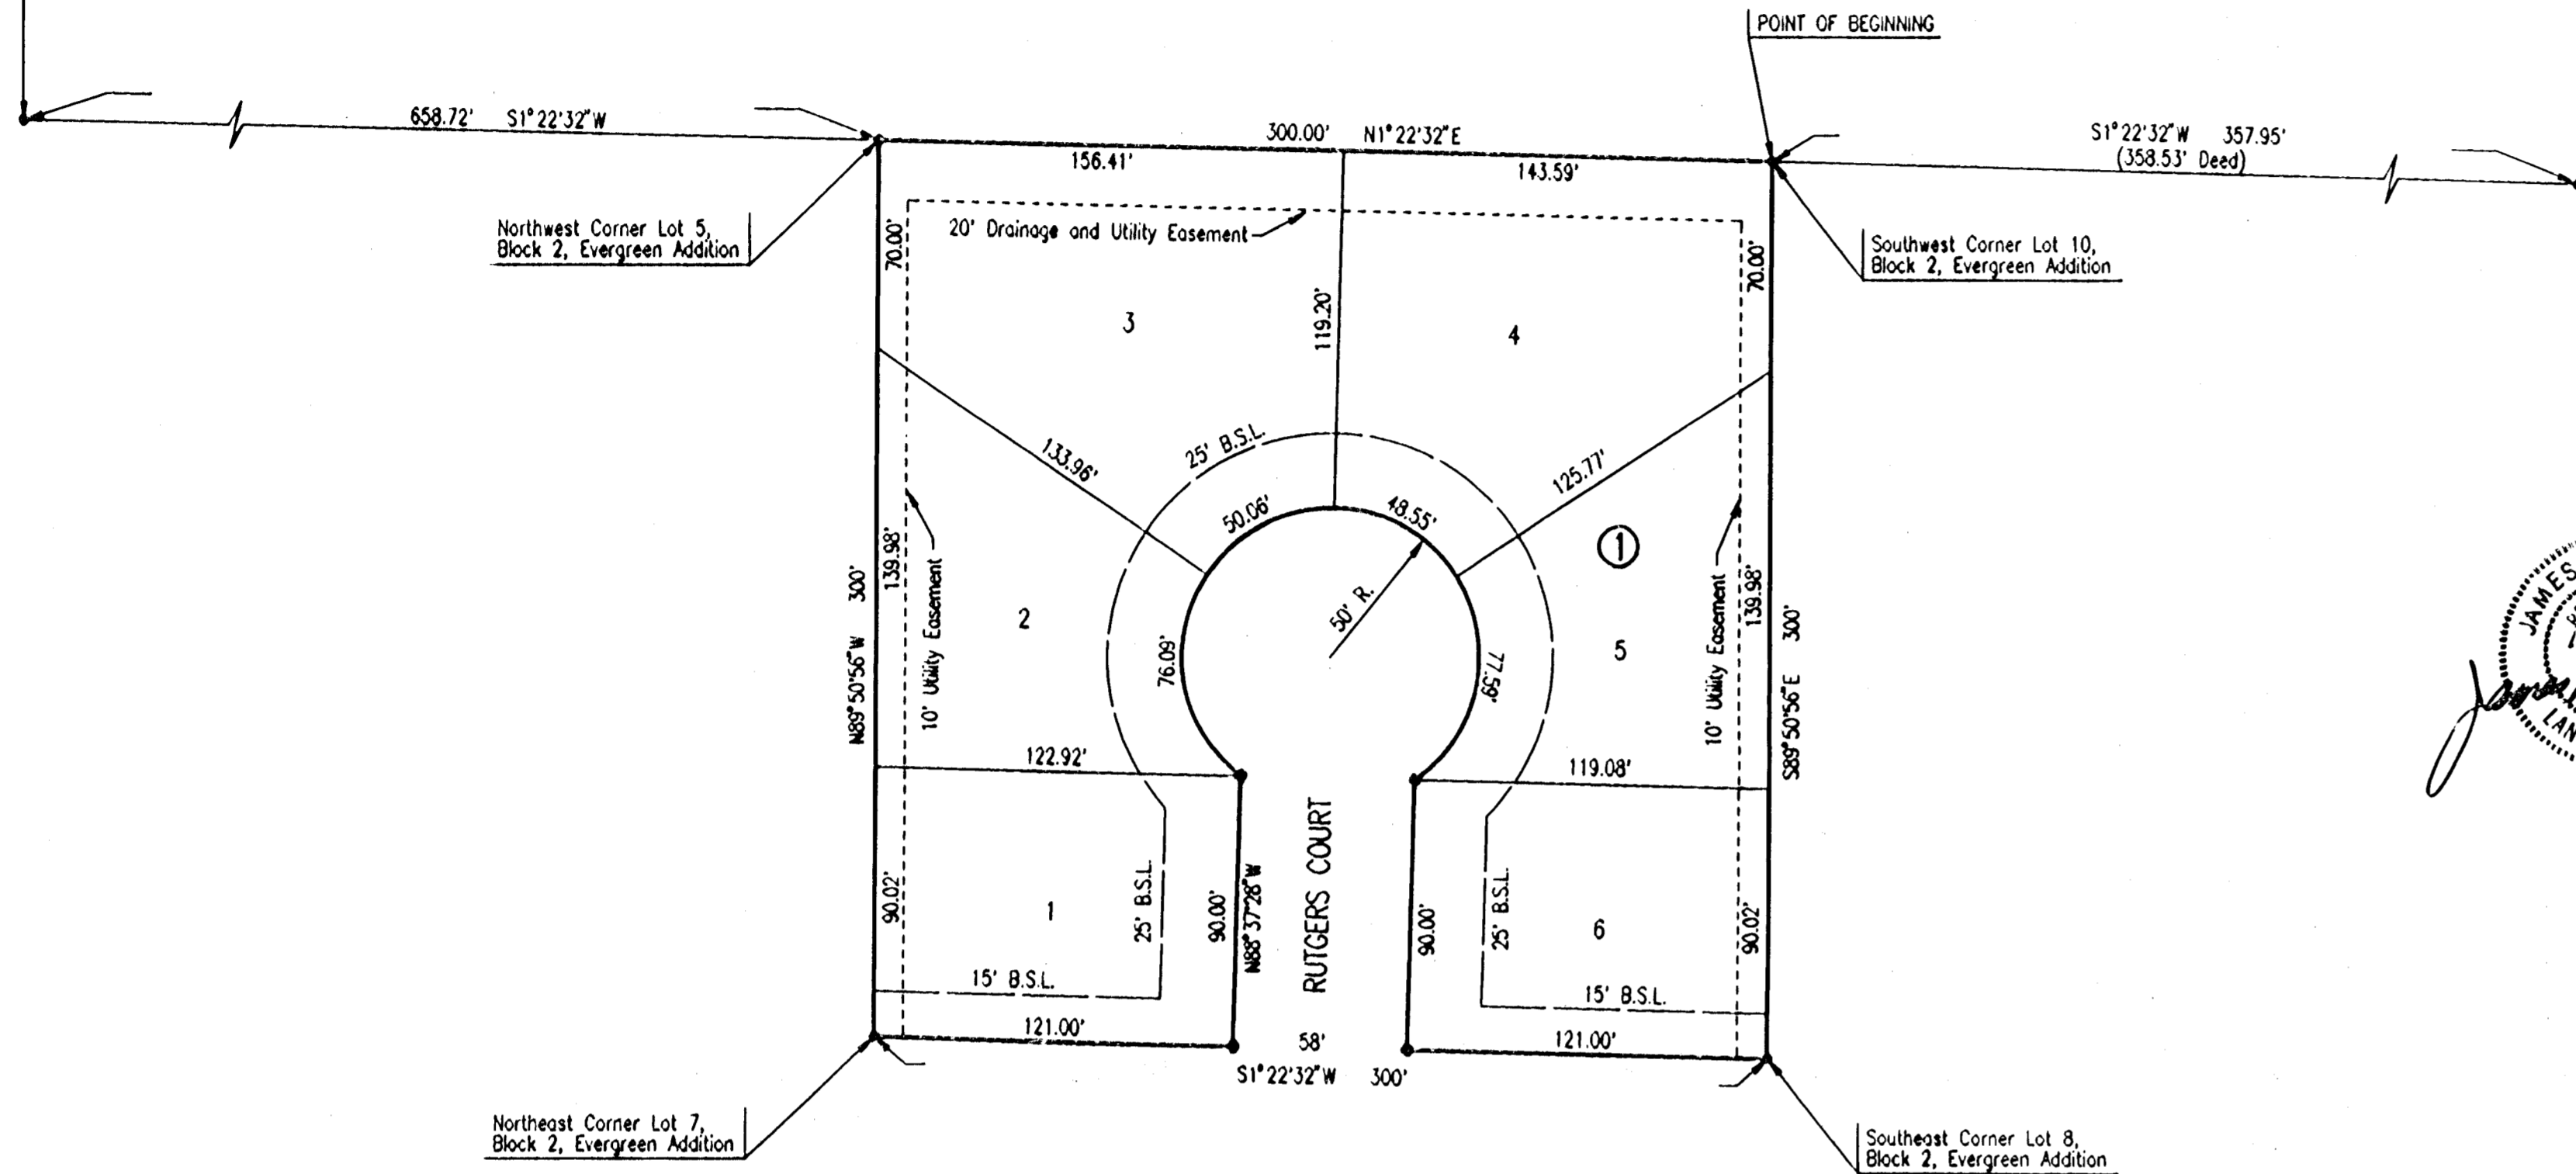 POINT OF BEGINNING
658.72' S1°22'32"W
300.00' N1°22'32"E
S1°22'32"W 357.95'
(358.53' Deed)
156.41'
143.59'
Northwest Corner Lot 5,
Block 2, Evergreen Addition
70.00'
20' Drainage and Utility Easement
70.00'
Southwest Corner Lot 10,
Block 2, Evergreen Addition
3
119.20'
4
133.96'
25' B.S.L.
125.77'
50.06'
48.55'
1
N89°50'56"W 300'
139.98'
10' Utility Easement
2
76.09'
50' R.
77.59'
5
10' Utility Easement
139.98'
S89°50'56"E 300'
JAMES
LAN
122.92'
119.08'
90.02'
1
25' B.S.L.
90.00'
N88°37'28"W
RUTGERS COURT
90.00'
25' B.S.L.
6
90.02'
15' B.S.L.
15' B.S.L.
121.00'
58'
121.00'
S1°22'32"W 300'
Northeast Corner Lot 7,
Block 2, Evergreen Addition
Southeast Corner Lot 8,
Block 2, Evergreen Addition